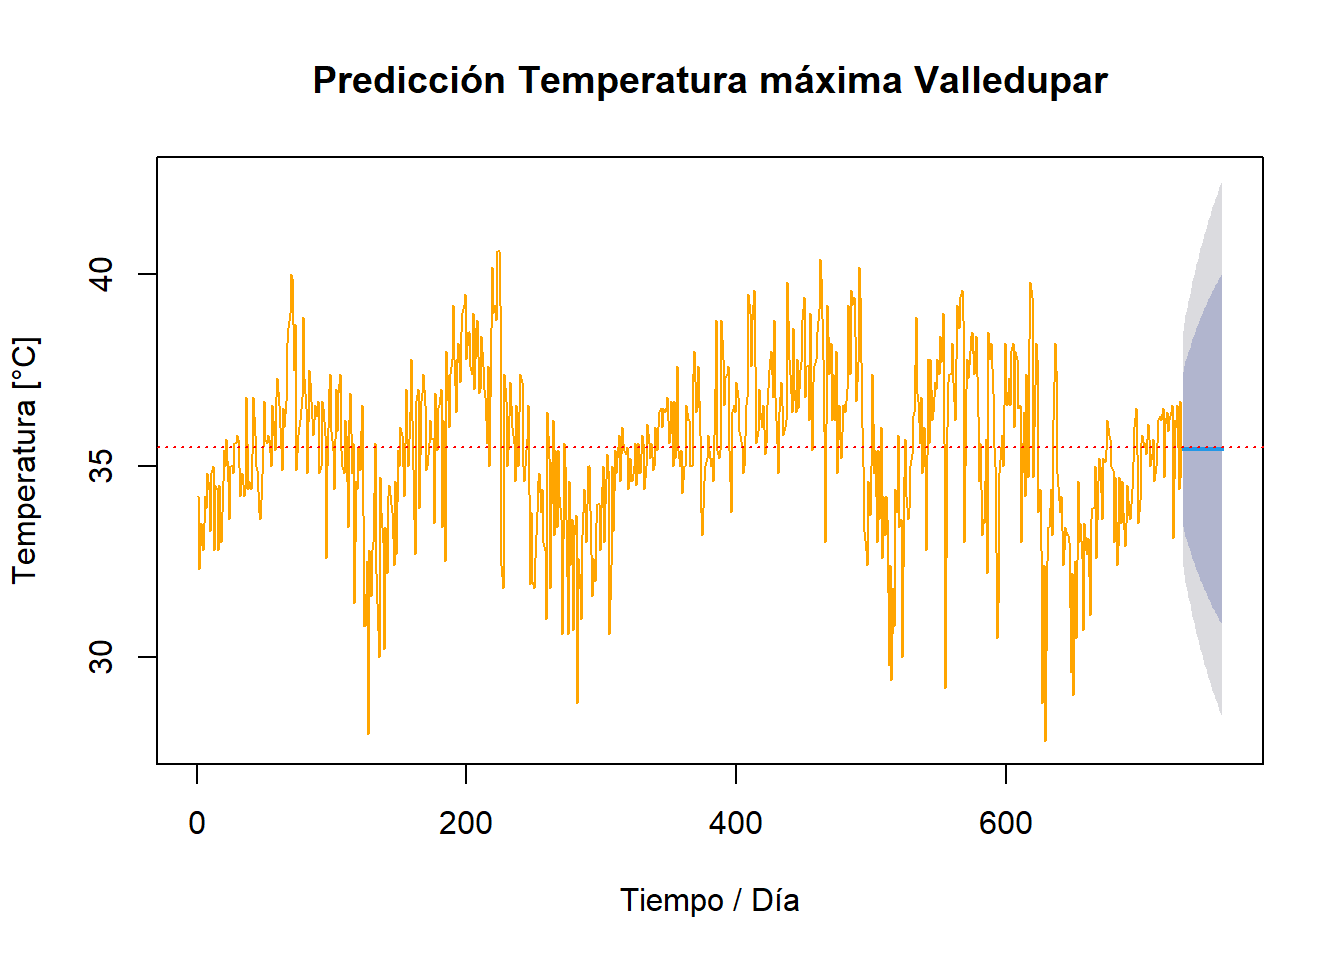 Predicción Temperatura máxima Valledupar
Temperatura [°C]
40
35
30
0 200 400 600
Tiempo / Día